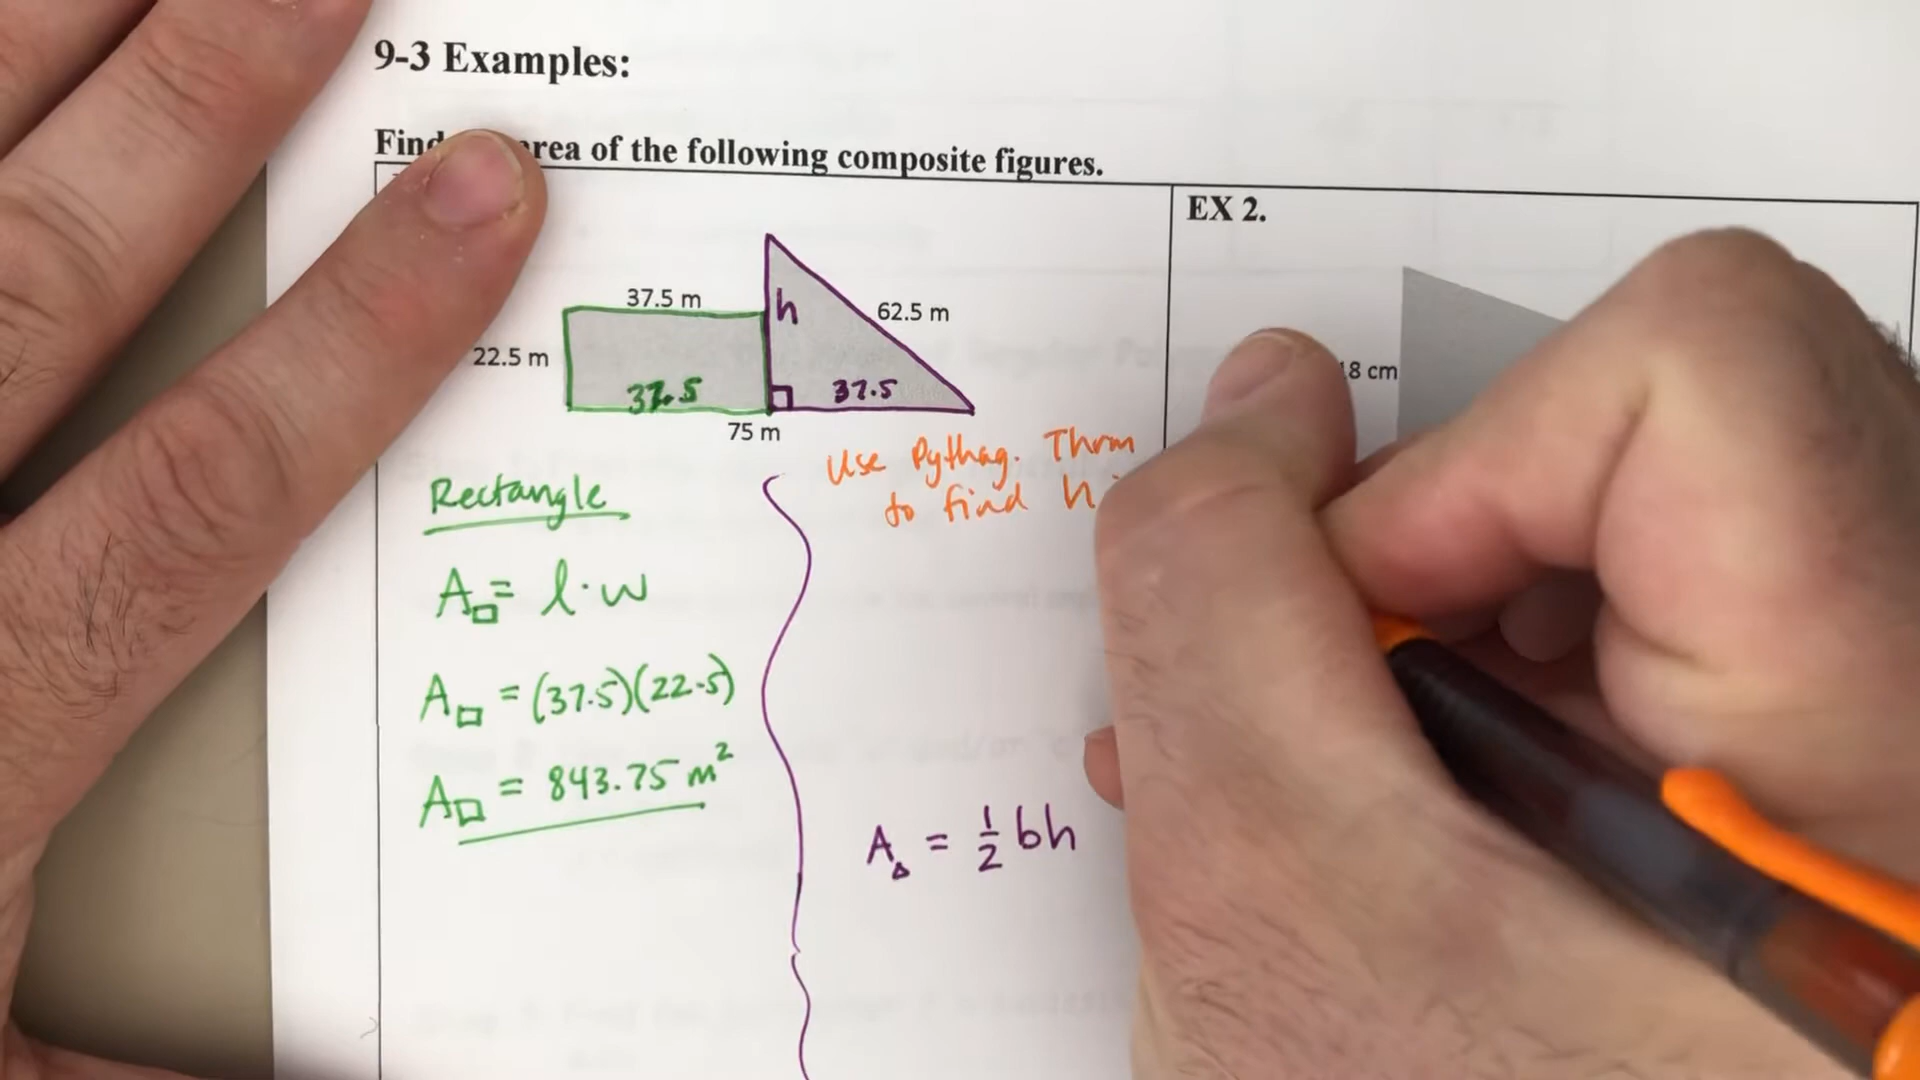 9-3 Examples:
Find area of the following composite figures.
EX 2.
37.5 m
h
62.5 m
22.5 m
37.5
37.5
75 m
8 cm
Use Pythag. Thrm
to find h
Rectangle
A□ = l·w
A□ = (37.5)(22.5)
A□ = 843.75 m²
A△ = 1/2 bh